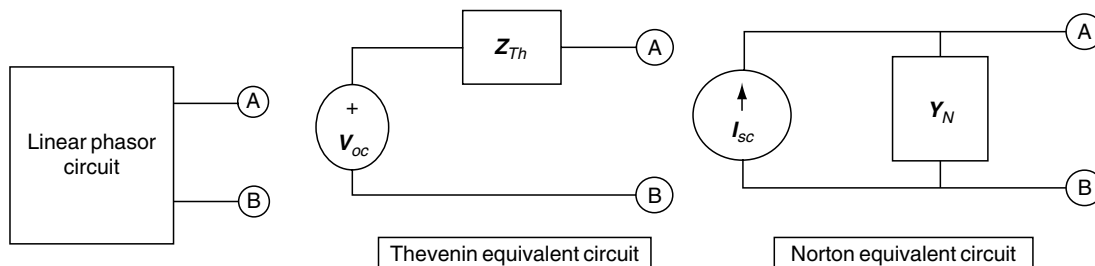 Linear phasor
circuit
A
B
Z_Th
A
+
V_oc
B
Thevenin equivalent circuit
A
I_sc
Y_N
B
Norton equivalent circuit